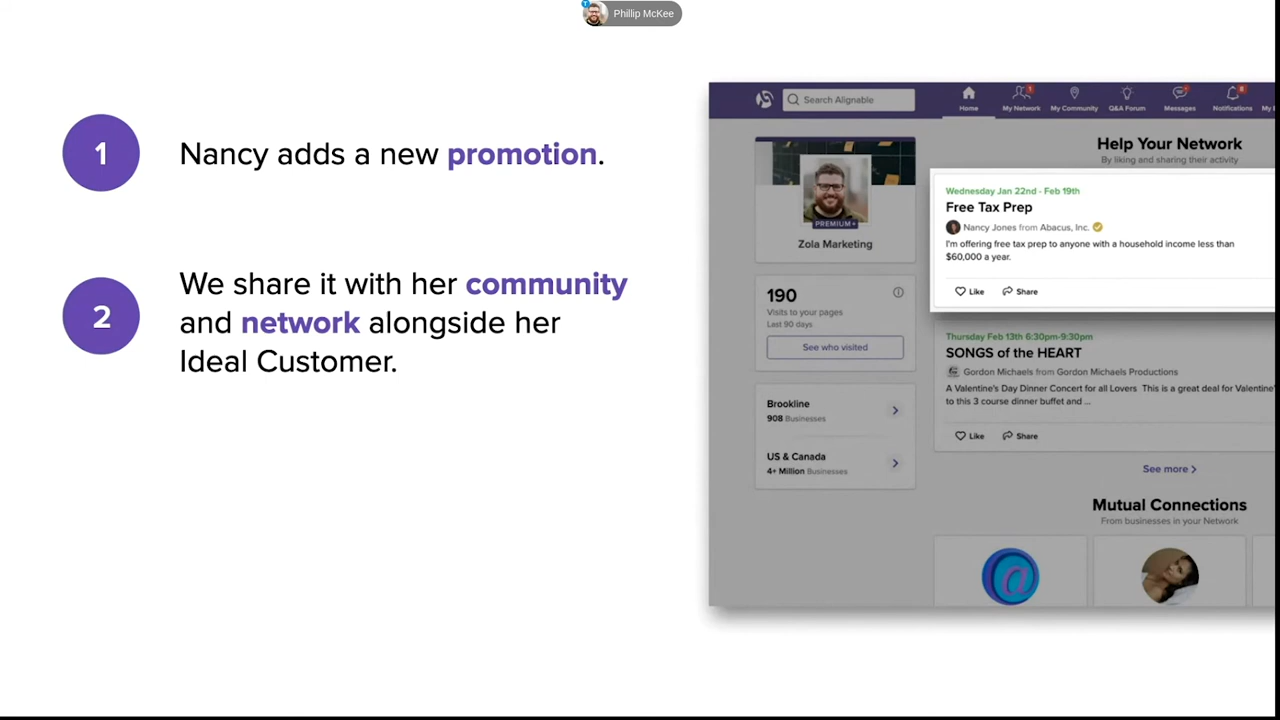 Phillip McKee
1
Nancy adds a new promotion.
2
We share it with her community
and network alongside her
Ideal Customer.
Search Alignable
Home
My Network
My Community
Q&A Forum
Messages
Notifications
PREMIUM+
Zola Marketing
190
Visits to your pages
Last 90 days
See who visited
Brookline
908 Businesses
US & Canada
4+ Million Businesses
Help Your Network
By liking and sharing their activity
Wednesday Jan 22nd - Feb 19th
Free Tax Prep
Nancy Jones from Abacus, Inc.
I'm offering free tax prep to anyone with a household income less than
$60,000 a year.
Like Share
Thursday Feb 13th 6:30pm-9:30pm
SONGS of the HEART
Gordon Michaels from Gordon Michaels Productions
A Valentine's Day Dinner Concert for all Lovers This is a great deal for Valentine'
to this 3 course dinner buffet and ...
Like Share
See more >
Mutual Connections
From businesses in your Network
@